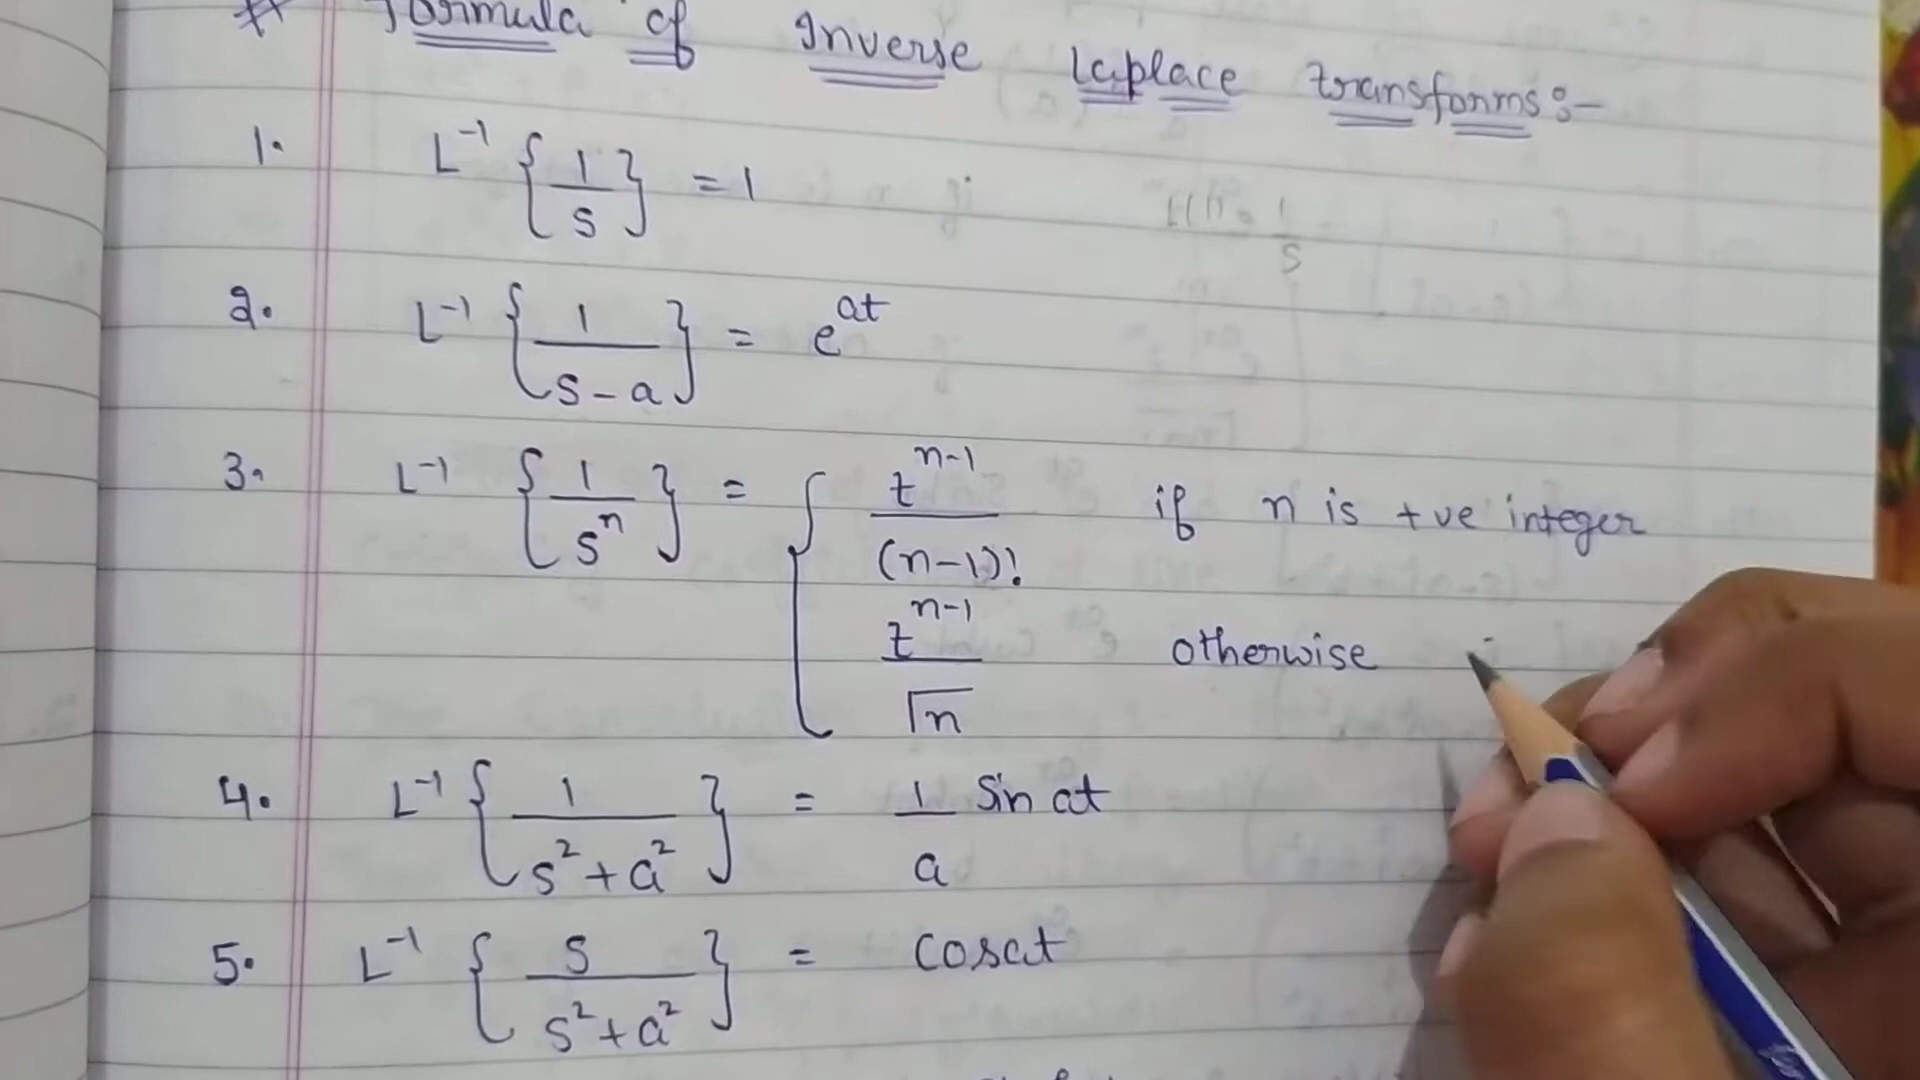 # Formula of Inverse Laplace transforms:-
1. L⁻¹ {1/s} = 1
L(1) = 1/s
2. L⁻¹ {1/(s-a)} = e^at
3. L⁻¹ {1/s^n} = { t^(n-1)/(n-1)! if n is +ve integer
t^(n-1)/Γn otherwise
4. L⁻¹ {1/(s²+a²)} = 1/a Sin at
5. L⁻¹ {s/(s²+a²)} = cosat